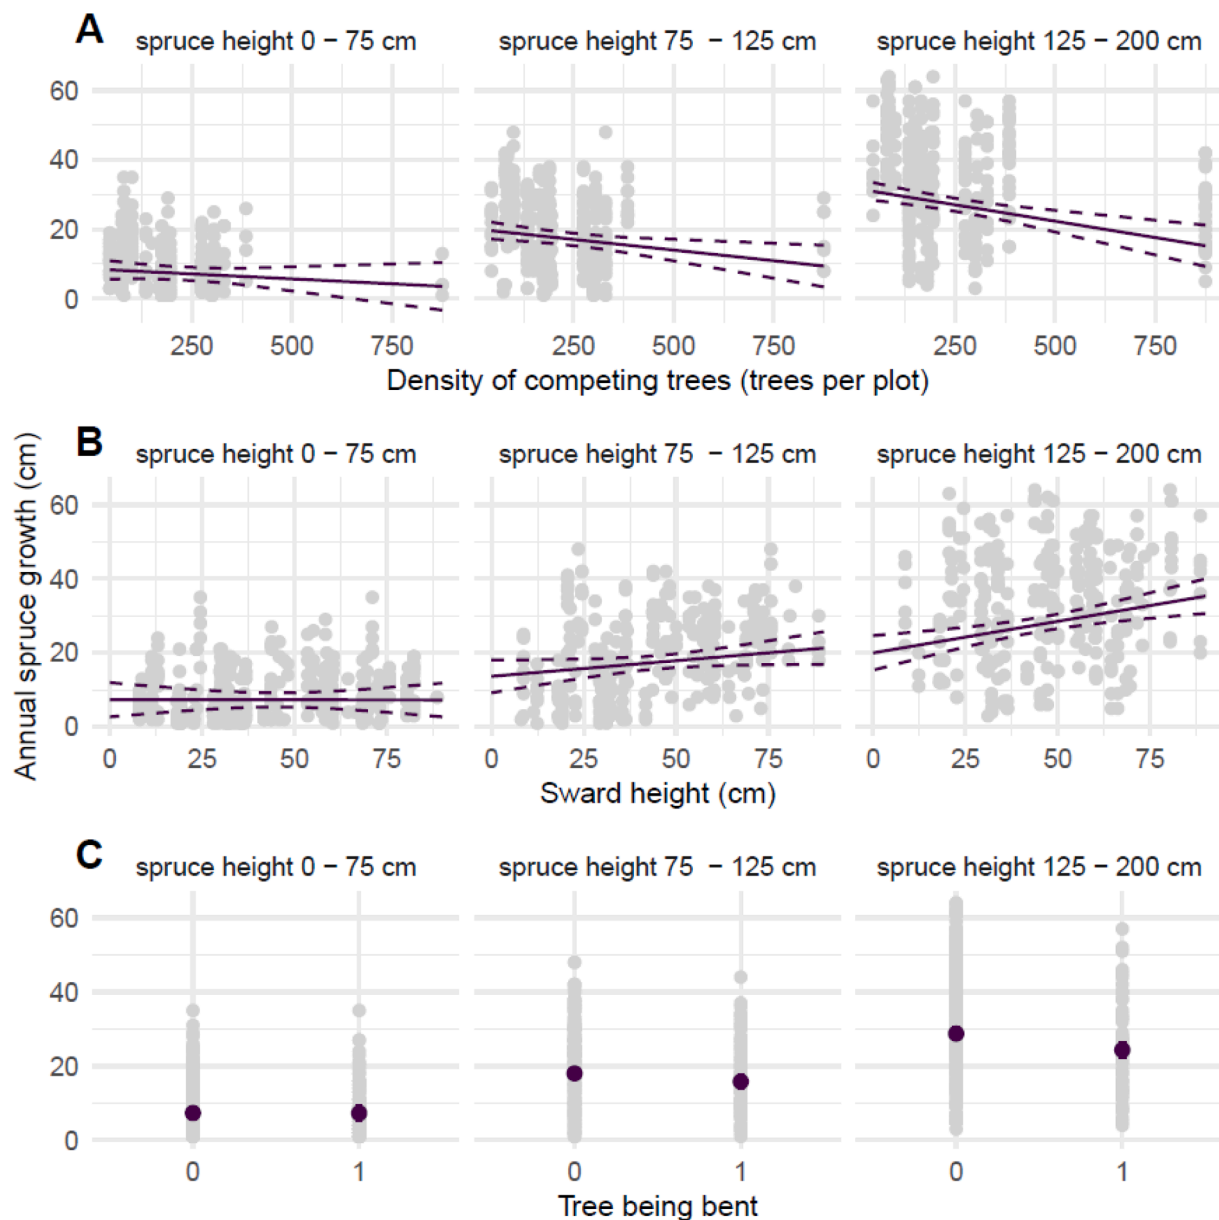 A
spruce height 0 – 75 cm
spruce height 75 – 125 cm
spruce height 125 – 200 cm
60
40
20
0
250 500 750
250 500 750
250 500 750
Density of competing trees (trees per plot)
Annual spruce growth (cm)
B
spruce height 0 – 75 cm
spruce height 75 – 125 cm
spruce height 125 – 200 cm
60
40
20
0
0 25 50 75
0 25 50 75
0 25 50 75
Sward height (cm)
C
spruce height 0 – 75 cm
spruce height 75 – 125 cm
spruce height 125 – 200 cm
60
40
20
0
0 1
0 1
0 1
Tree being bent